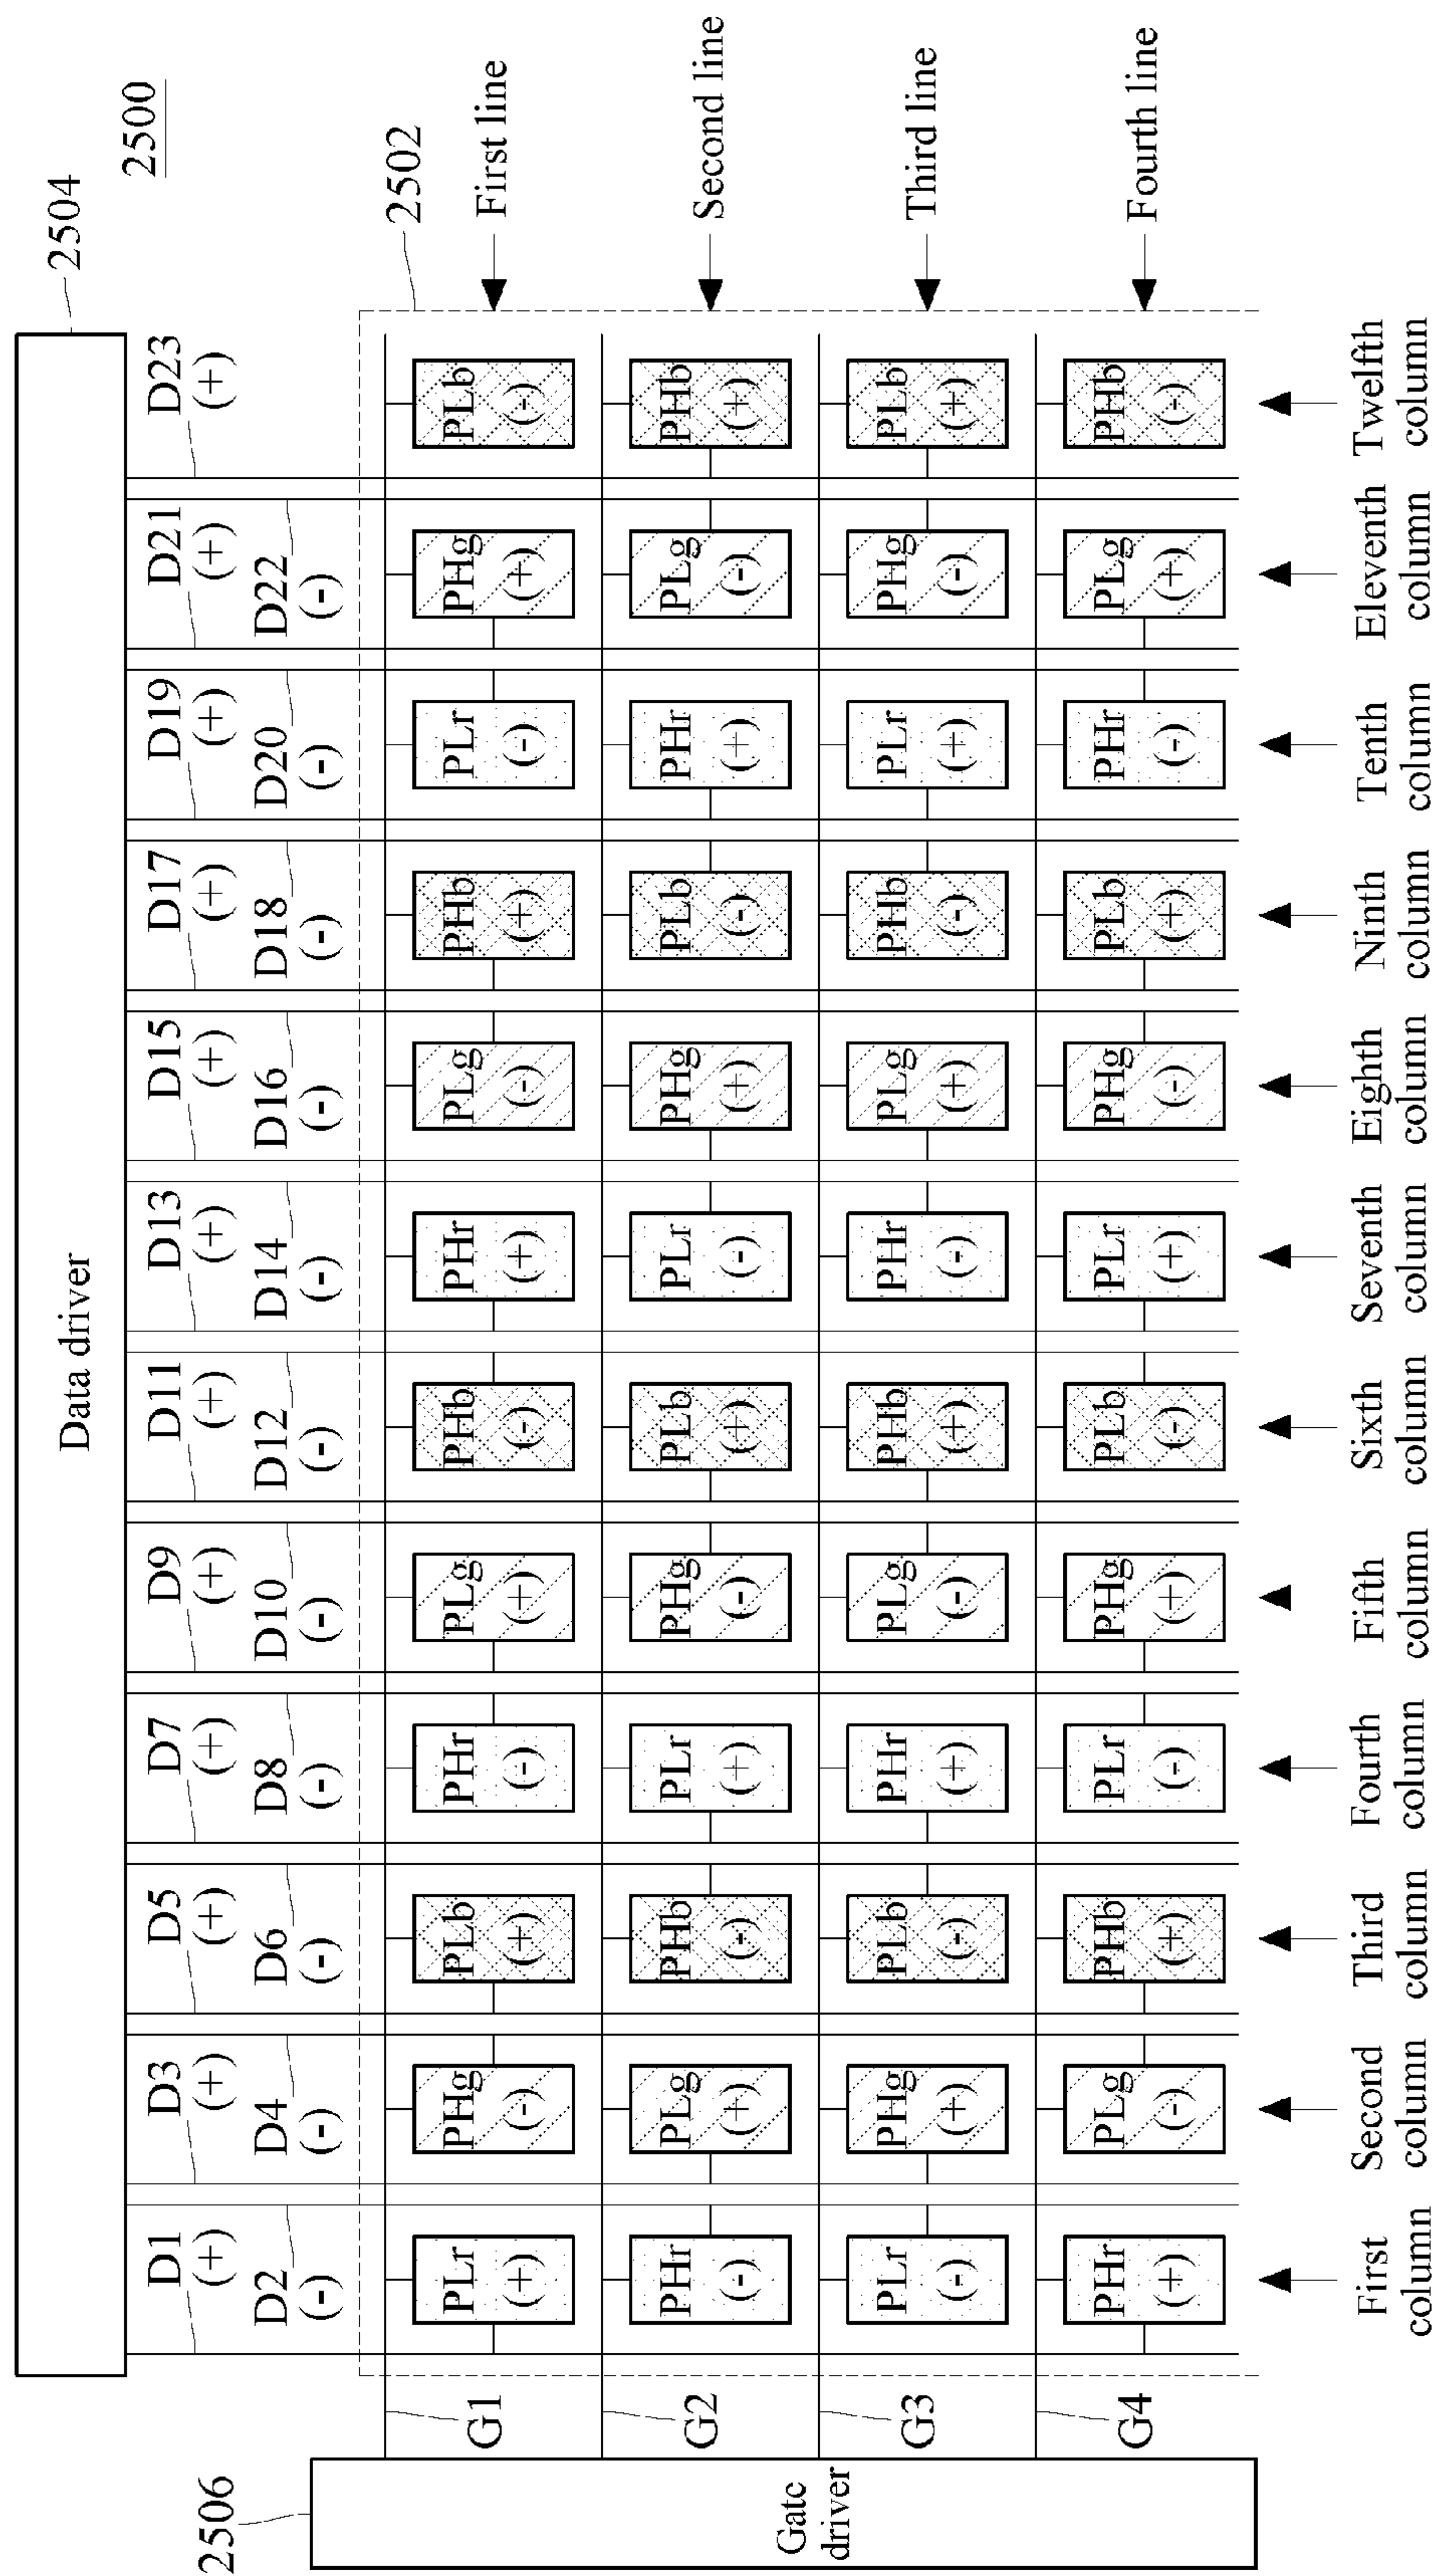 2500
2504
Data driver
D1 D3 D5 D7 D9 D11 D13 D15 D17 D19 D21 D23
(+) (+) (+) (+) (+) (+) (+) (+) (+) (+) (+) (+)
D2 D4 D6 D8 D10 D12 D14 D16 D18 D20 D22
(-) (-) (-) (-) (-) (-) (-) (-) (-) (-) (-)
2502
2506
Gatc
driver
G1
PLr PHg PLb PHr PLg PHb PHr PLg PHb PLr PHg PLb
(+) (-) (+) (-) (+) (-) (+) (-) (+) (-) (+) (-)
First line
G2
PHr PLg PHb PLr PHg PLb PLr PHg PLb PHr PLg PHb
(-) (+) (-) (+) (-) (+) (-) (+) (-) (+) (-) (+)
Second line
G3
PLr PHg PLb PHr PLg PHb PHr PLg PHb PLr PHg PLb
(-) (+) (-) (+) (-) (+) (-) (+) (-) (+) (-) (+)
Third line
G4
PHr PLg PHb PLr PHg PLb PLr PHg PLb PHr PLg PHb
(+) (-) (+) (-) (+) (-) (+) (-) (+) (-) (+) (-)
Fourth line
First Second Third Fourth Fifth Sixth Seventh Eighth Ninth Tenth Eleventh Twelfth
column column column column column column column column column column column column